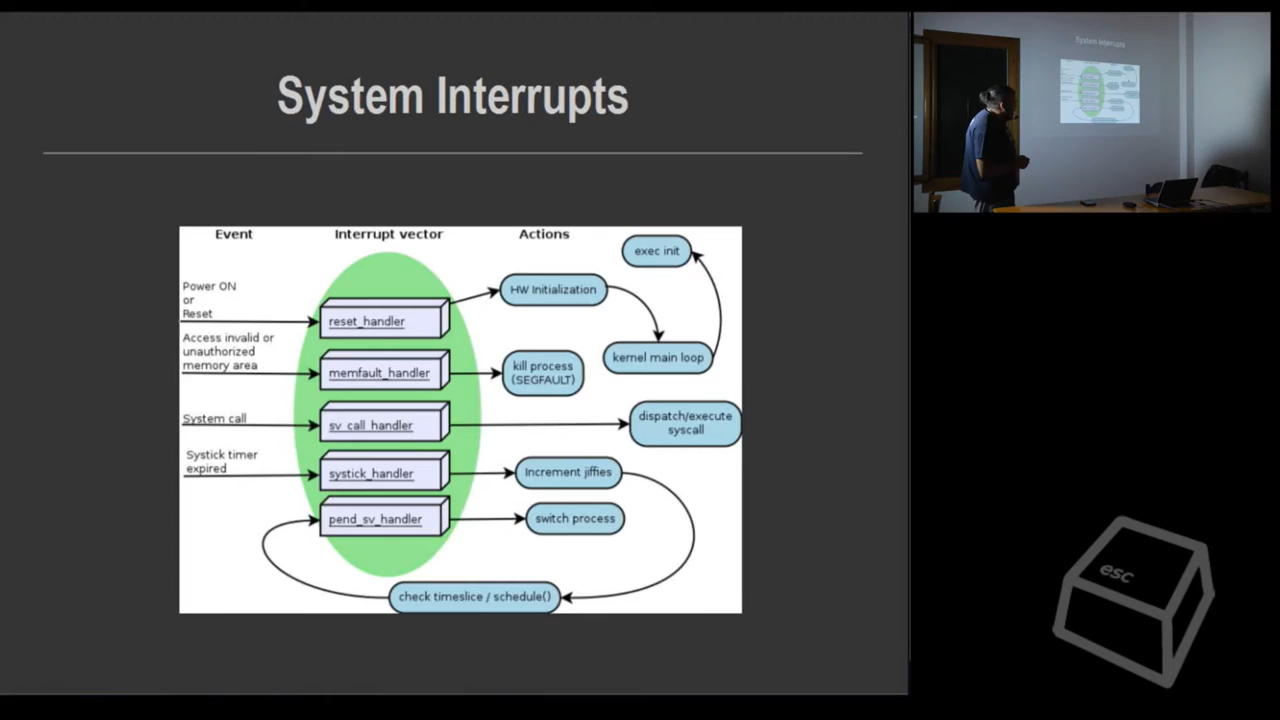 System Interrupts
Event
Interrupt vector
Actions
exec init
Power ON
or
Reset
reset_handler
HW Initialization
kernel main loop
Access invalid or
unauthorized
memory area
memfault_handler
kill process
(SEGFAULT)
System call
sv_call_handler
dispatch/execute
syscall
Systick timer
expired
systick_handler
Increment jiffies
pend_sv_handler
switch process
check timeslice / schedule()
System Interrupts
esc